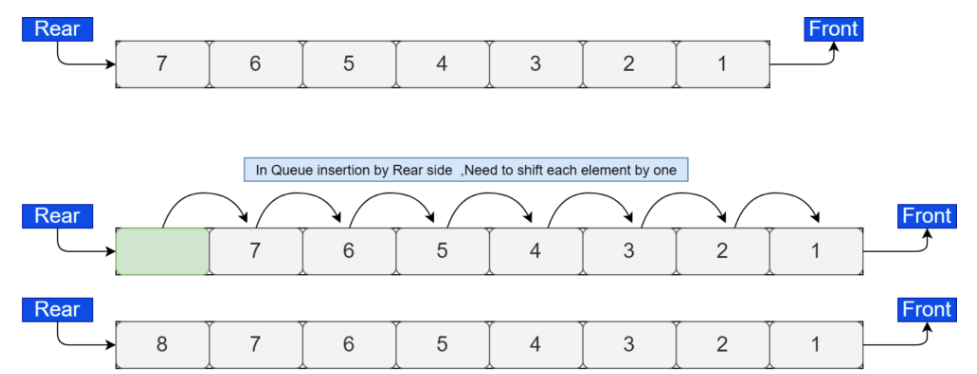 Rear Front
7 6 5 4 3 2 1
In Queue insertion by Rear side ,Need to shift each element by one
Rear Front
7 6 5 4 3 2 1
Rear Front
8 7 6 5 4 3 2 1